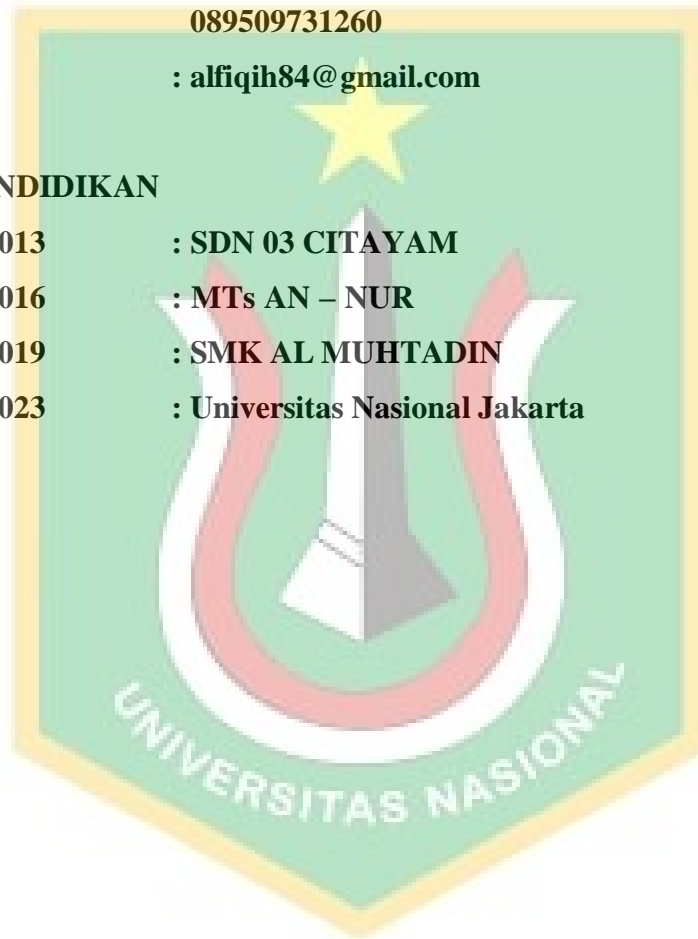 089509731260
: alfiqih84@gmail.com
NDIDIKAN
013 : SDN 03 CITAYAM
016 : MTs AN – NUR
019 : SMK AL MUHTADIN
023 : Universitas Nasional Jakarta
UNIVERSITAS NASIONAL